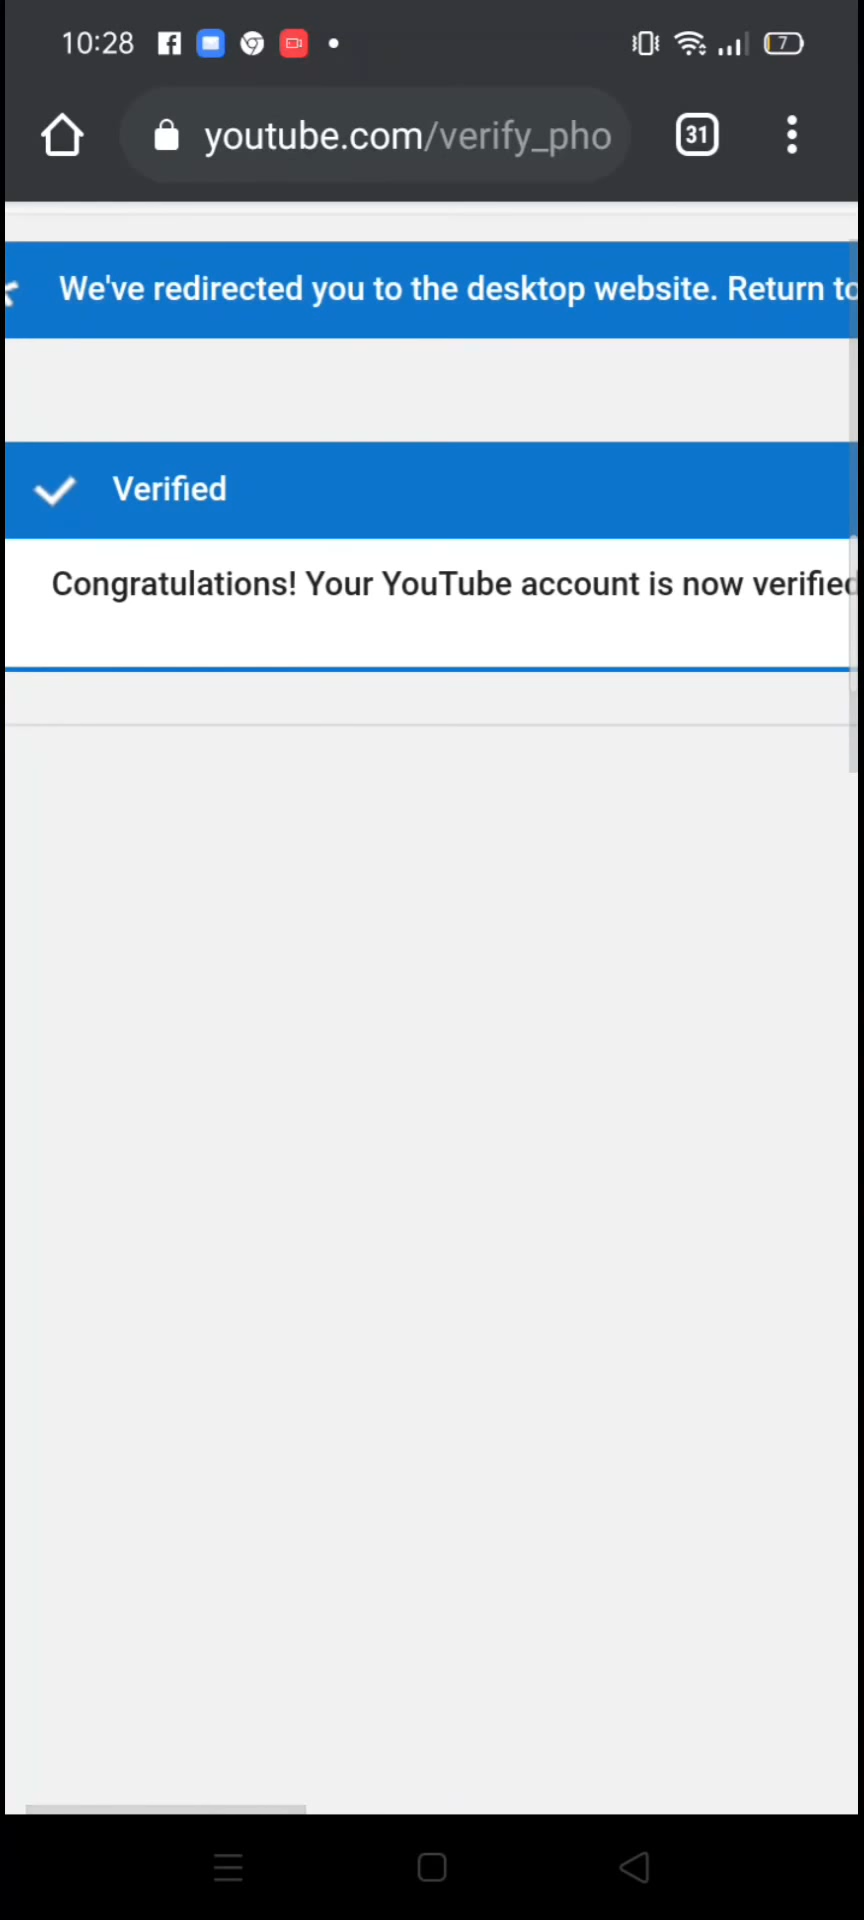 10:28
7
youtube.com/verify_pho
31
We've redirected you to the desktop website. Return to
Verified
Congratulations! Your YouTube account is now verified